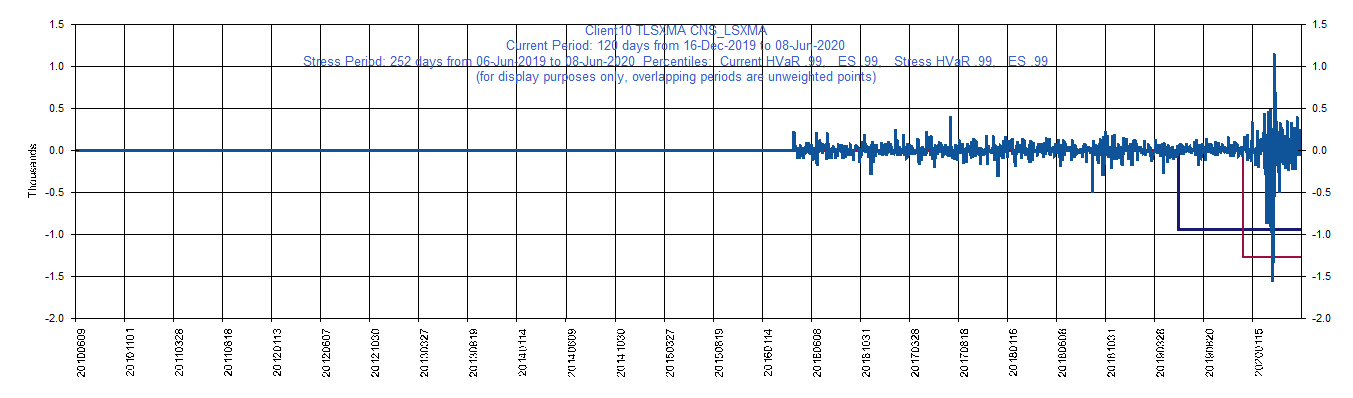 Client10 TLSXMA CNS_LSXMA
Current Period: 120 days from 16-Dec-2019 to 08-Jun-2020
Stress Period: 252 days from 06-Jun-2019 to 08-Jun-2020 Percentiles: Current HVaR .99, ES .99, Stress HVaR .99, ES .99
(for display purposes only, overlapping periods are unweighted points)
1.5 1.5
1.0 1.0
0.5 0.5
0.0 0.0
-0.5 -0.5
-1.0 -1.0
-1.5 -1.5
-2.0 -2.0
Thousands
20100609 20101101 20110328 20110818 20120113 20120607 20121030 20130327 20130819 20140114 20140609 20141030 20150327 20150819 20160114 20160608 20161031 20170328 20170818 20180116 20180608 20181031 20190328 20190820 20200115